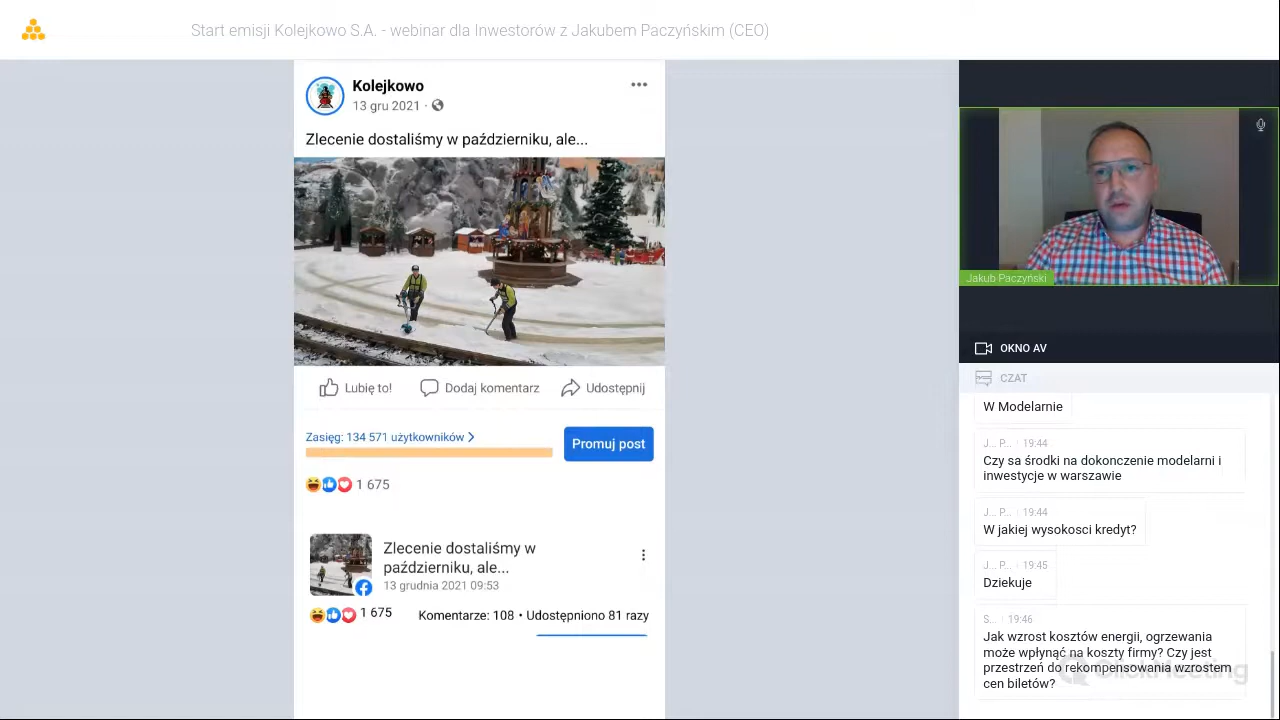 Start emisji Kolejkowo S.A. - webinar dla Inwestorów z Jakubem Paczyńskim (CEO)
Kolejkowo
13 gru 2021 ·
Zlecenie dostaliśmy w październiku, ale...
Lubię to!
Dodaj komentarz
Udostępnij
Zasięg: 134 571 użytkowników
Promuj post
1 675
Zlecenie dostaliśmy w
październiku, ale...
13 grudnia 2021 09:53
1 675
Komentarze: 108 • Udostępniono 81 razy
Jakub Paczyński
OKNO AV
CZAT
W Modelarnie
J... P... 19:44
Czy sa środki na dokonczenie modelarni i
inwestycje w warszawie
J... P... 19:44
W jakiej wysokosci kredyt?
J... P... 19:45
Dziekuje
S... 19:46
Jak wzrost kosztów energii, ogrzewania
może wpłynąć na koszty firmy? Czy jest
przestrzeń do rekompensowania wzrostem
cen biletów?
ClickMeeting